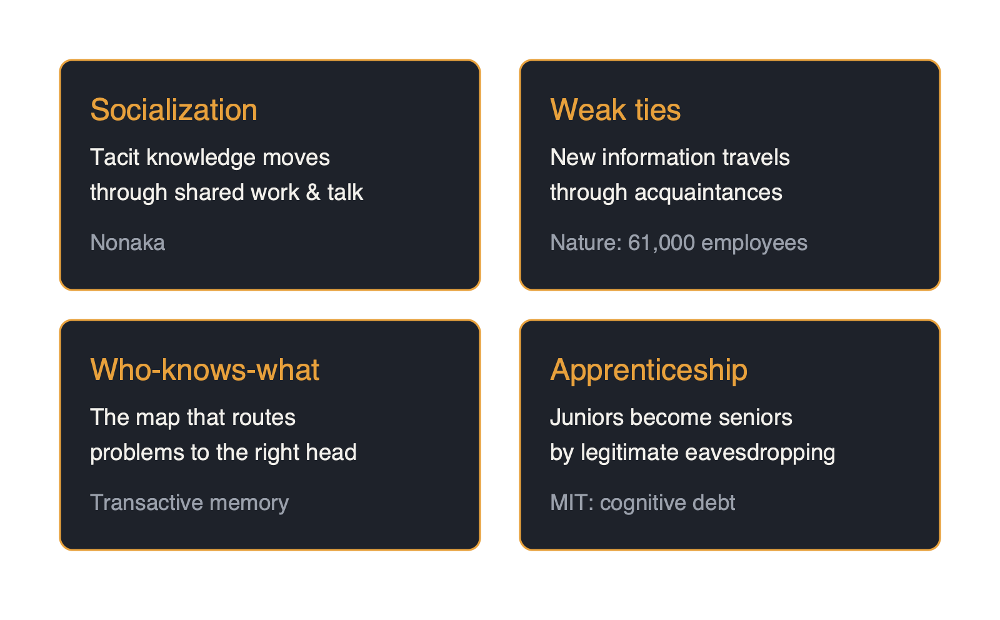 Socialization
Tacit knowledge moves
through shared work & talk
Nonaka
Weak ties
New information travels
through acquaintances
Nature: 61,000 employees
Who-knows-what
The map that routes
problems to the right head
Transactive memory
Apprenticeship
Juniors become seniors
by legitimate eavesdropping
MIT: cognitive debt